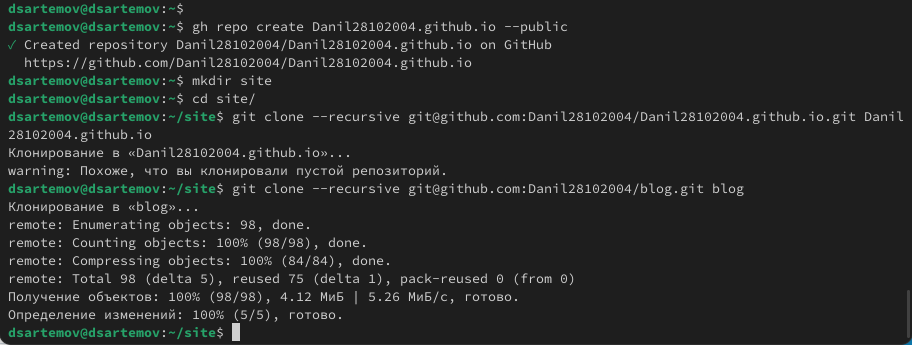 dsartemov@dsartemov:~$
dsartemov@dsartemov:~$ gh repo create Danil28102004.github.io --public
✓ Created repository Danil28102004/Danil28102004.github.io on GitHub
  https://github.com/Danil28102004/Danil28102004.github.io
dsartemov@dsartemov:~$ mkdir site
dsartemov@dsartemov:~$ cd site/
dsartemov@dsartemov:~/site$ git clone --recursive git@github.com:Danil28102004/Danil28102004.github.io.git Danil
28102004.github.io
Клонирование в «Danil28102004.github.io»...
warning: Похоже, что вы клонировали пустой репозиторий.
dsartemov@dsartemov:~/site$ git clone --recursive git@github.com:Danil28102004/blog.git blog
Клонирование в «blog»...
remote: Enumerating objects: 98, done.
remote: Counting objects: 100% (98/98), done.
remote: Compressing objects: 100% (84/84), done.
remote: Total 98 (delta 5), reused 75 (delta 1), pack-reused 0 (from 0)
Получение объектов: 100% (98/98), 4.12 МиБ | 5.26 МиБ/с, готово.
Определение изменений: 100% (5/5), готово.
dsartemov@dsartemov:~/site$